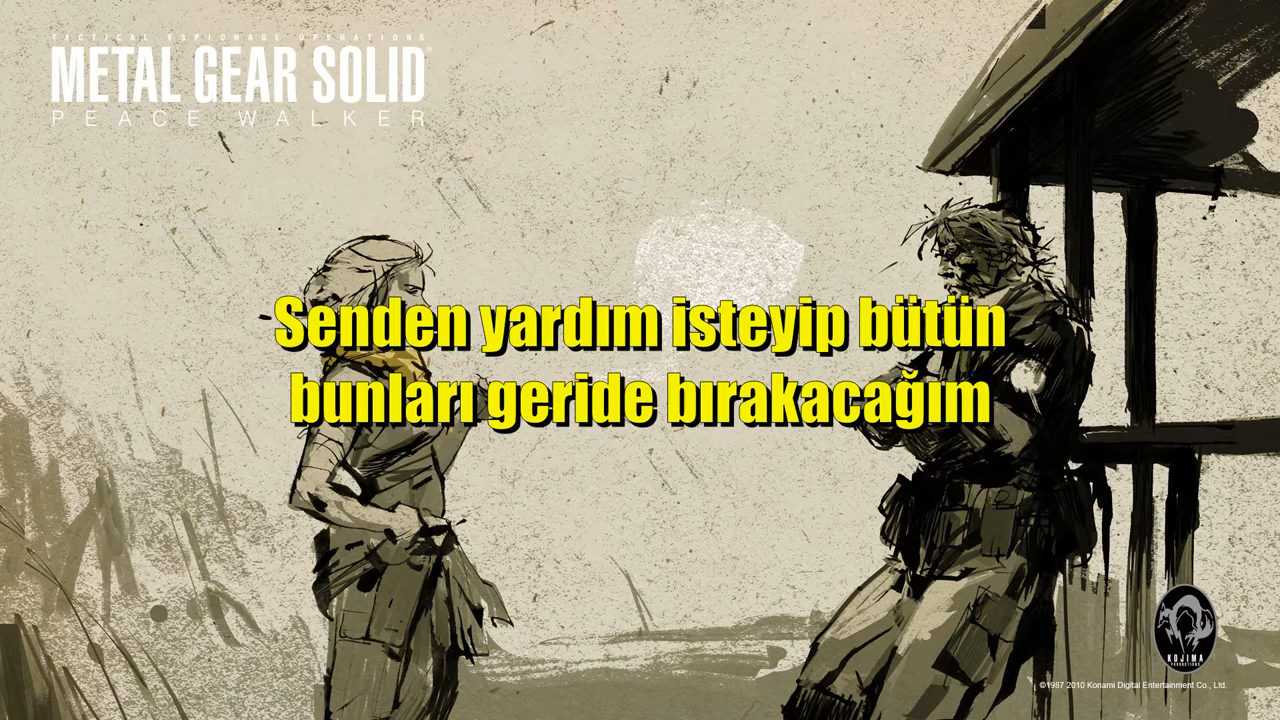 TACTICAL ESPIONAGE OPERATIONS
METAL GEAR SOLID®
PEACE WALKER
Senden yardım isteyip bütün
bunları geride bırakacağım
KOJIMA
PRODUCTIONS
©1987 2010 Konami Digital Entertainment Co., Ltd.